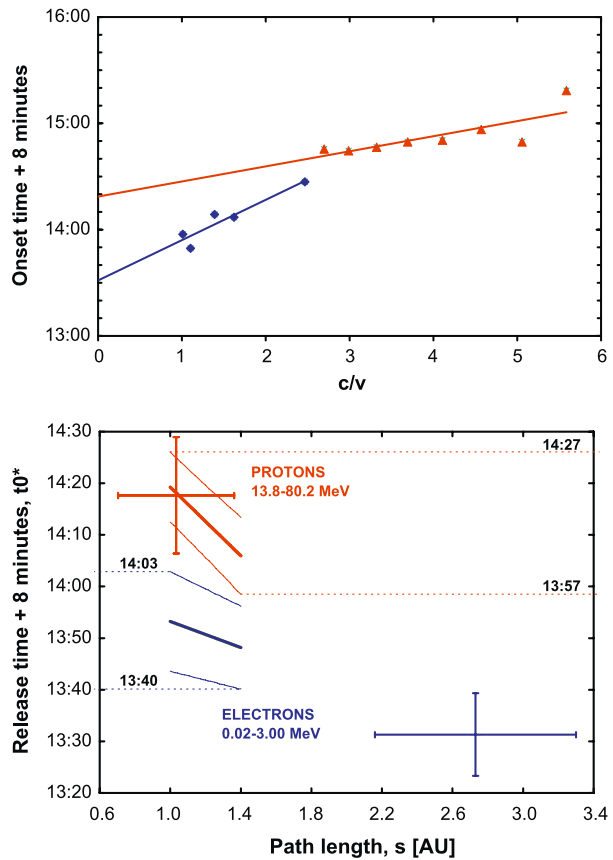 16:00
15:00
14:00
13:00
Onset time + 8 minutes
0 1 2 3 4 5 6
c/v
14:30
14:20
14:10
14:00
13:50
13:40
13:30
13:20
Release time + 8 minutes, t0*
14:27
PROTONS
13.8-80.2 MeV
14:03
13:57
13:40
ELECTRONS
0.02-3.00 MeV
0.6 1.0 1.4 1.8 2.2 2.6 3.0 3.4
Path length, s [AU]